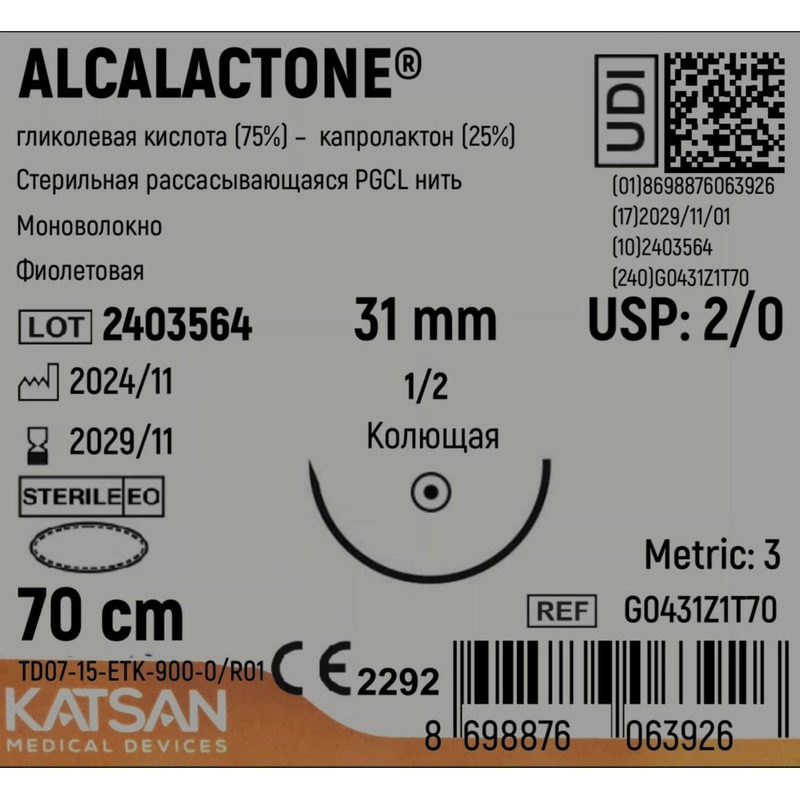 ALCALACTONE®
гликолевая кислота (75%) – капролактон (25%)
Стерильная рассасывающаяся PGCL нить
Моноволокно
Фиолетовая
UDI
(01)8698876063926
(17)2029/11/01
(10)2403564
(240)G0431Z1T70
LOT 2403564
31 mm
USP: 2/0
2024/11
1/2
2029/11
Колющая
STERILE EO
Metric: 3
70 cm
REF G0431Z1T70
TD07-15-ETK-900-0/R01
CE 2292
KATSAN
MEDICAL DEVICES
8 698876 063926